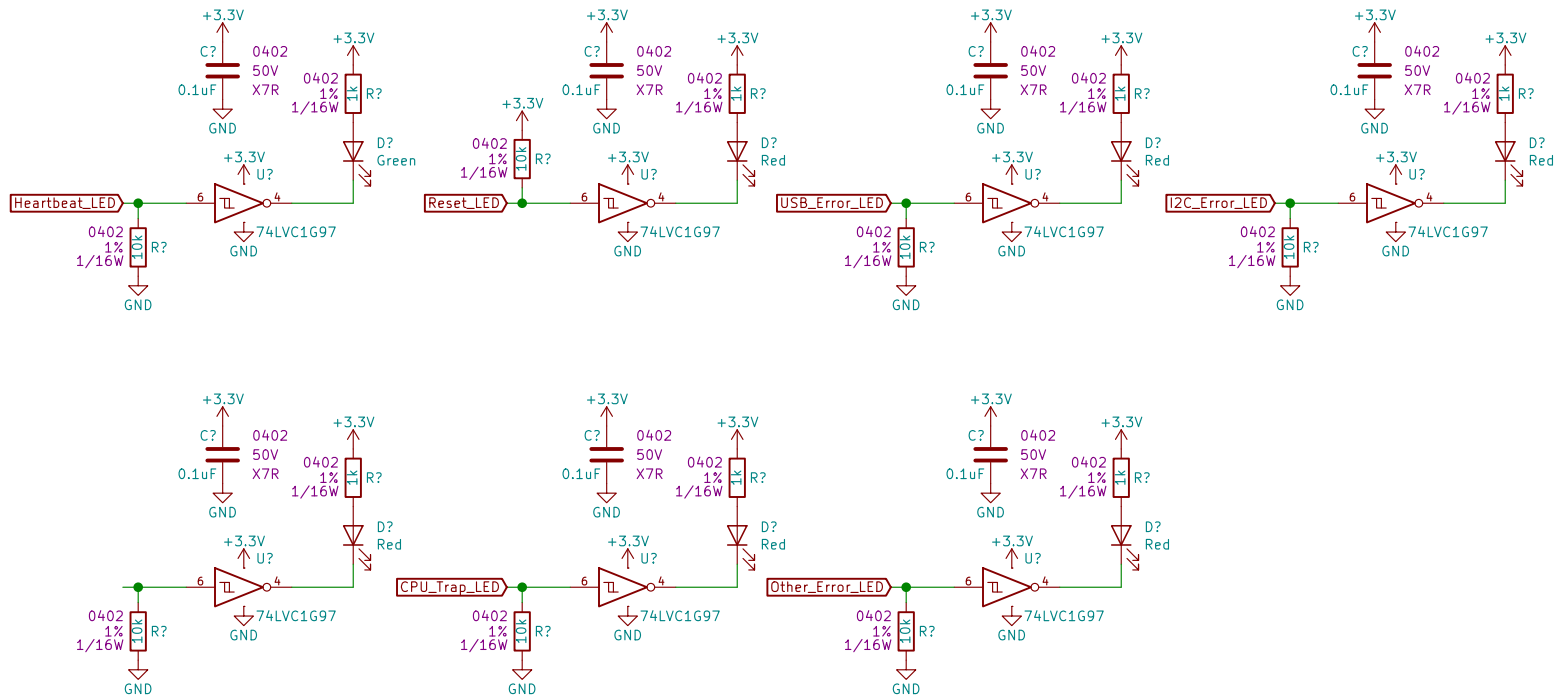 +3.3V
C?
0.1uF
0402
50V
X7R
GND
+3.3V
0402
1%
1/16W
1k
R?
D?
Green
+3.3V
U?
Heartbeat_LED
6
4
74LVC1G97
GND
0402
1%
1/16W
10k
R?
GND
+3.3V
C?
0.1uF
0402
50V
X7R
GND
+3.3V
0402
1%
1/16W
1k
R?
D?
Red
+3.3V
0402
1%
1/16W
10k
R?
+3.3V
U?
Reset_LED
6
4
74LVC1G97
GND
+3.3V
C?
0.1uF
0402
50V
X7R
GND
+3.3V
0402
1%
1/16W
1k
R?
D?
Red
+3.3V
U?
USB_Error_LED
6
4
74LVC1G97
GND
0402
1%
1/16W
10k
R?
GND
+3.3V
C?
0.1uF
0402
50V
X7R
GND
+3.3V
0402
1%
1/16W
1k
R?
D?
Red
+3.3V
U?
I2C_Error_LED
6
4
74LVC1G97
GND
0402
1%
1/16W
10k
R?
GND
+3.3V
C?
0.1uF
0402
50V
X7R
GND
+3.3V
0402
1%
1/16W
1k
R?
D?
Red
+3.3V
U?
6
4
74LVC1G97
GND
0402
1%
1/16W
10k
R?
GND
+3.3V
C?
0.1uF
0402
50V
X7R
GND
+3.3V
0402
1%
1/16W
1k
R?
D?
Red
+3.3V
U?
CPU_Trap_LED
6
4
74LVC1G97
GND
0402
1%
1/16W
10k
R?
GND
+3.3V
C?
0.1uF
0402
50V
X7R
GND
+3.3V
0402
1%
1/16W
1k
R?
D?
Red
+3.3V
U?
Other_Error_LED
6
4
74LVC1G97
GND
0402
1%
1/16W
10k
R?
GND